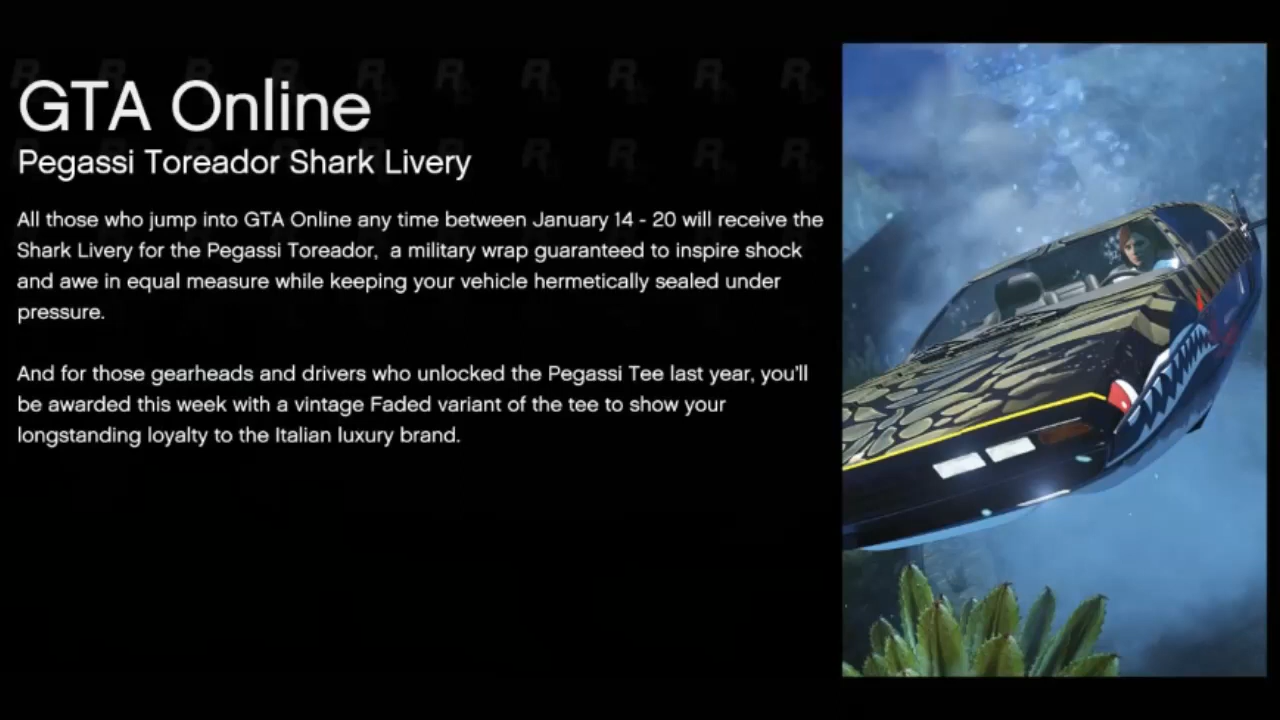 GTA Online
Pegassi Toreador Shark Livery
All those who jump into GTA Online any time between January 14 - 20 will receive the
Shark Livery for the Pegassi Toreador,  a military wrap guaranteed to inspire shock
and awe in equal measure while keeping your vehicle hermetically sealed under
pressure.
And for those gearheads and drivers who unlocked the Pegassi Tee last year, you'll
be awarded this week with a vintage Faded variant of the tee to show your
longstanding loyalty to the Italian luxury brand.